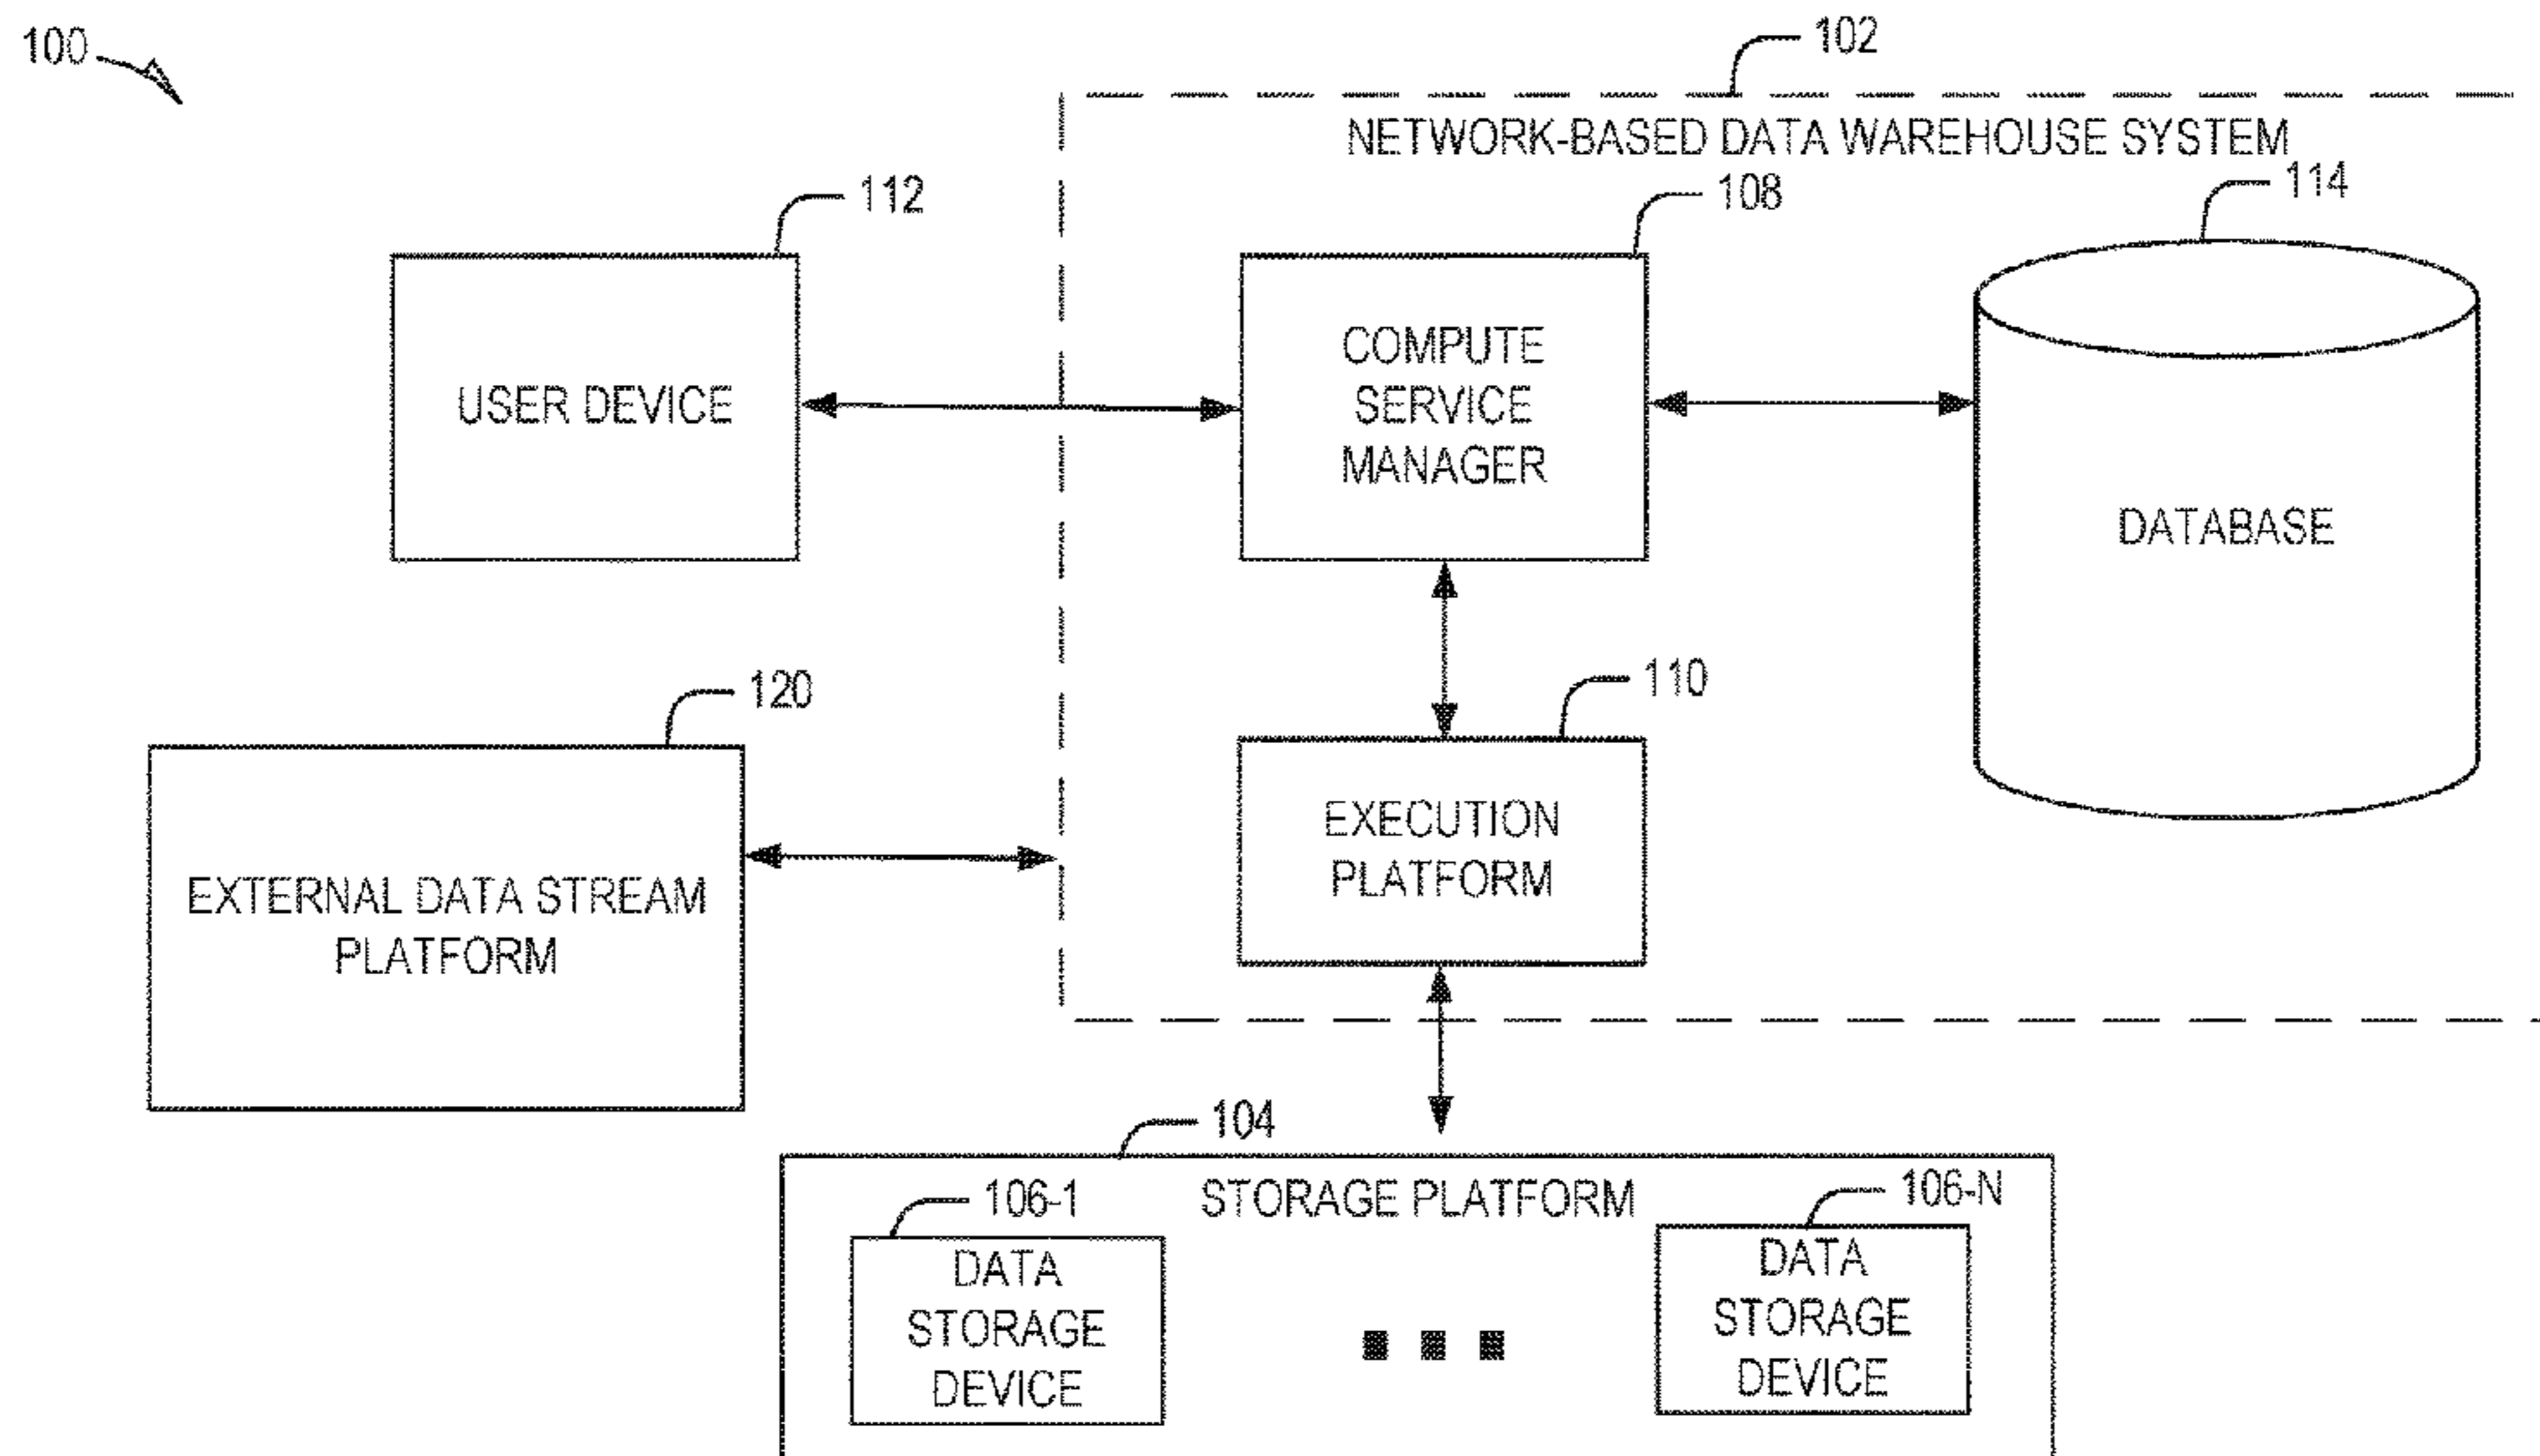 100
102
NETWORK-BASED DATA WAREHOUSE SYSTEM
112
108
114
USER DEVICE
COMPUTE
SERVICE
MANAGER
DATABASE
120
110
EXTERNAL DATA STREAM
PLATFORM
EXECUTION
PLATFORM
104
STORAGE PLATFORM
106-1
106-N
DATA
STORAGE
DEVICE
DATA
STORAGE
DEVICE